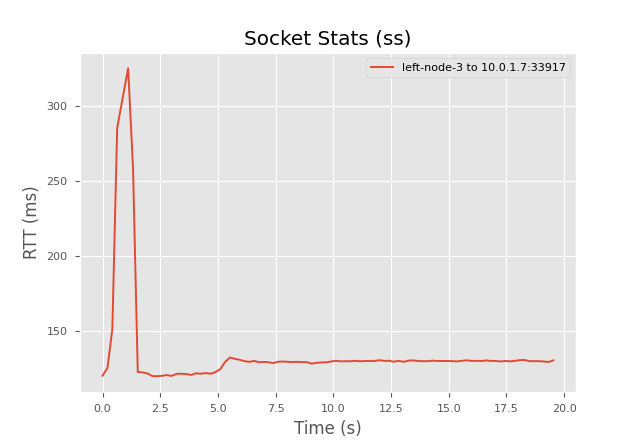 Socket Stats (ss)
left-node-3 to 10.0.1.7:33917
RTT (ms)
300
250
200
150
0.0 2.5 5.0 7.5 10.0 12.5 15.0 17.5 20.0
Time (s)